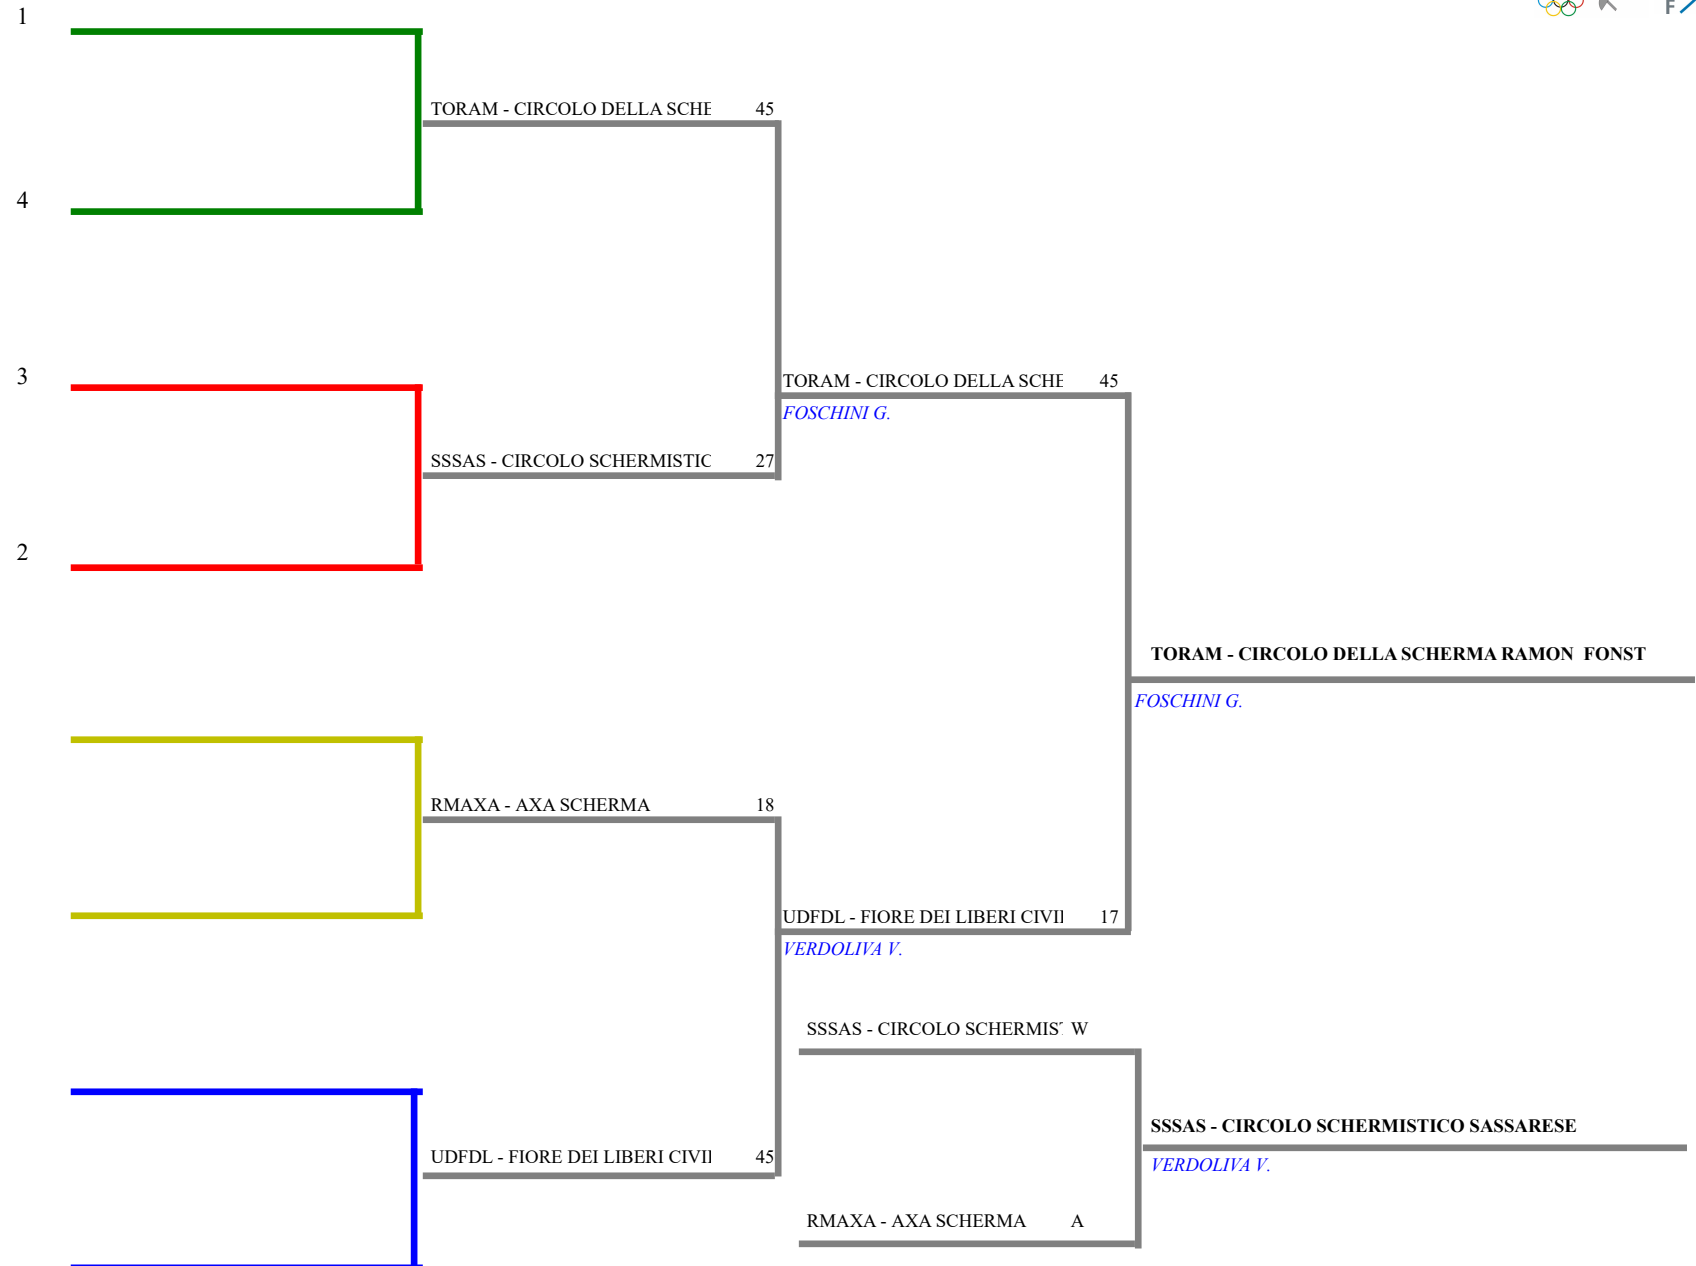 1
F
TORAM - CIRCOLO DELLA SCHE 45
4
3
TORAM - CIRCOLO DELLA SCHE 45
FOSCHINI G.
SSSAS - CIRCOLO SCHERMISTIC 27
2
TORAM - CIRCOLO DELLA SCHERMA RAMON FONST
FOSCHINI G.
RMAXA - AXA SCHERMA 18
UDFDL - FIORE DEI LIBERI CIVII 17
VERDOLIVA V.
SSSAS - CIRCOLO SCHERMIST W
SSSAS - CIRCOLO SCHERMISTICO SASSARESE
UDFDL - FIORE DEI LIBERI CIVII 45
VERDOLIVA V.
RMAXA - AXA SCHERMA A